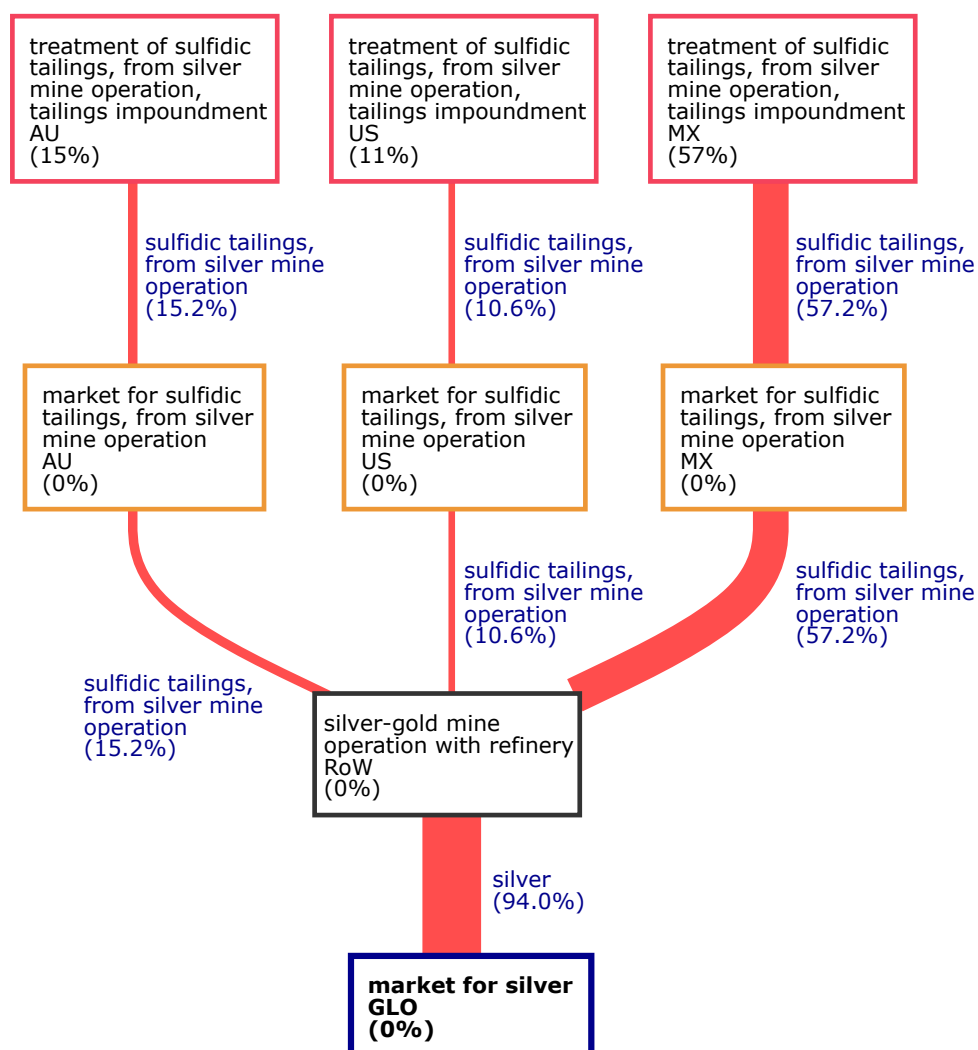 treatment of sulfidic
tailings, from silver
mine operation,
tailings impoundment
AU
(15%)
treatment of sulfidic
tailings, from silver
mine operation,
tailings impoundment
US
(11%)
treatment of sulfidic
tailings, from silver
mine operation,
tailings impoundment
MX
(57%)
sulfidic tailings,
from silver mine
operation
(15.2%)
sulfidic tailings,
from silver mine
operation
(10.6%)
sulfidic tailings,
from silver mine
operation
(57.2%)
market for sulfidic
tailings, from silver
mine operation
AU
(0%)
market for sulfidic
tailings, from silver
mine operation
US
(0%)
market for sulfidic
tailings, from silver
mine operation
MX
(0%)
sulfidic tailings,
from silver mine
operation
(15.2%)
sulfidic tailings,
from silver mine
operation
(10.6%)
sulfidic tailings,
from silver mine
operation
(57.2%)
silver-gold mine
operation with refinery
RoW
(0%)
silver
(94.0%)
market for silver
GLO
(0%)